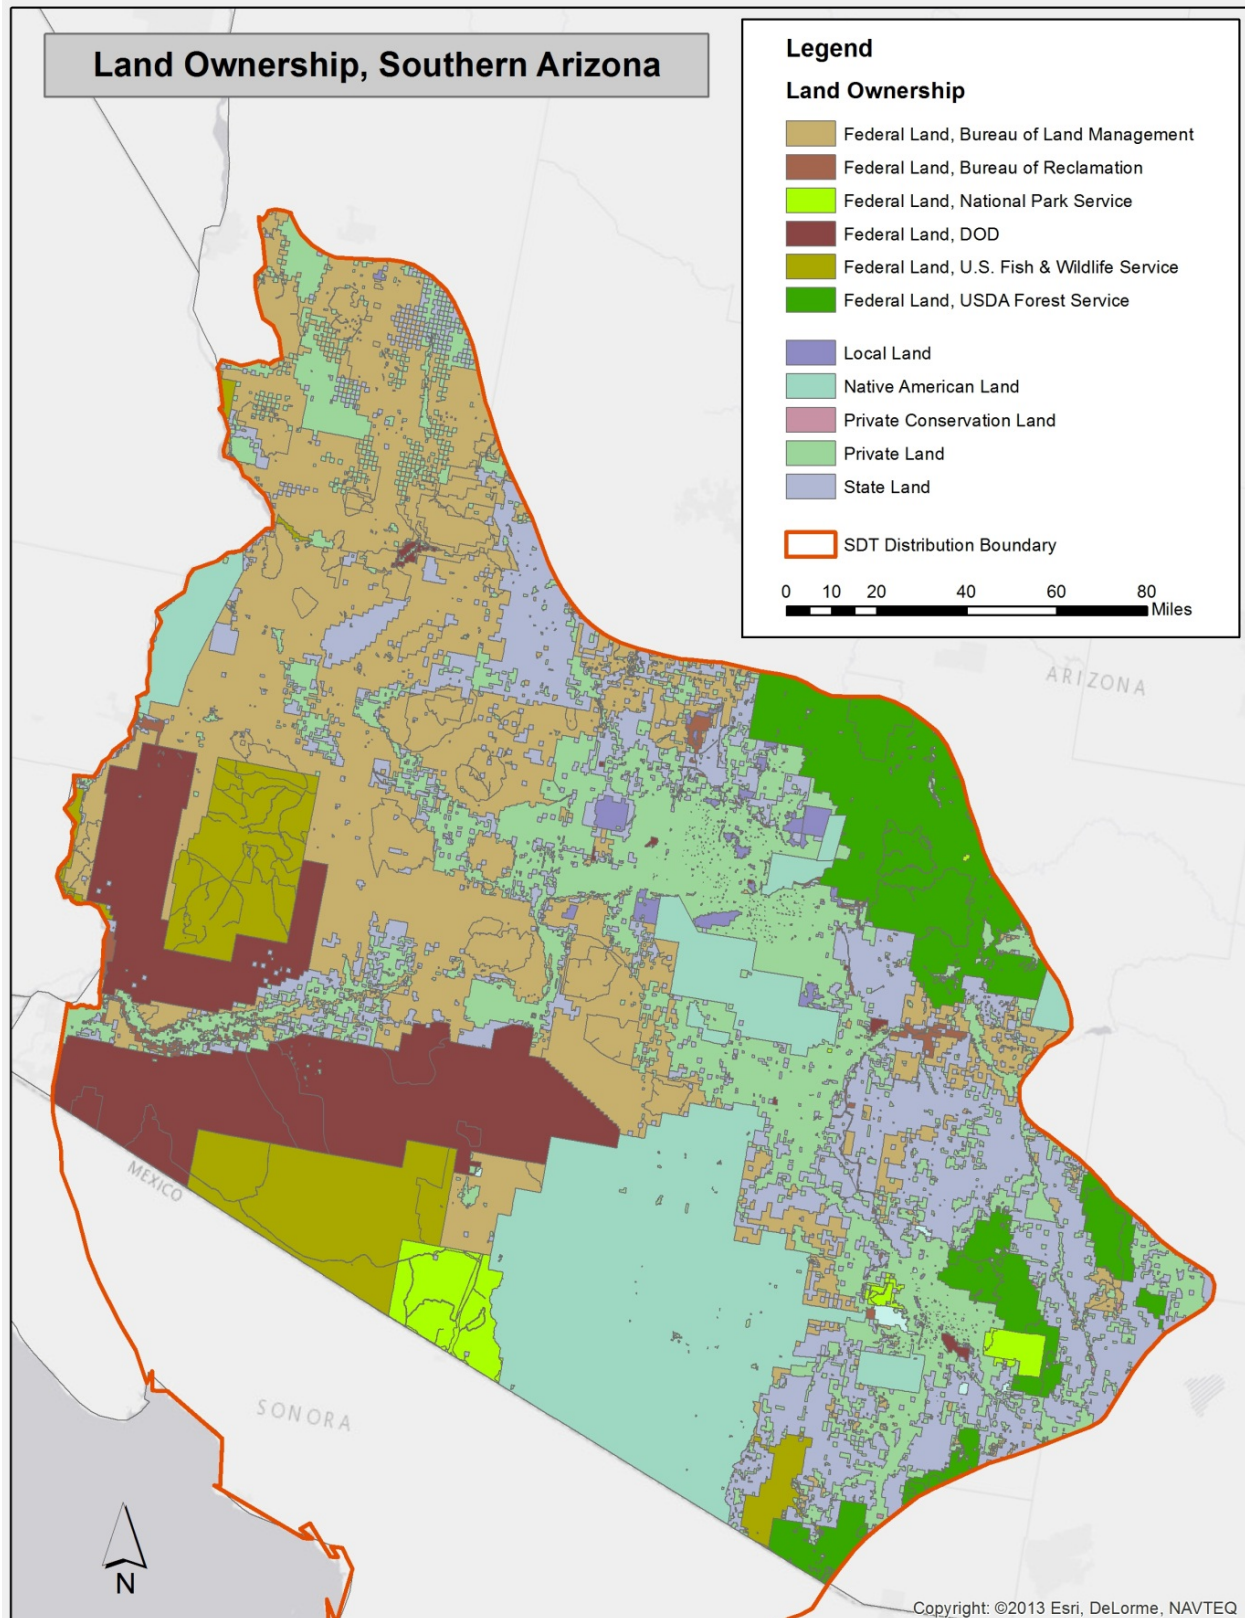 Land Ownership, Southern Arizona
Legend
Land Ownership
Federal Land, Bureau of Land Management
Federal Land, Bureau of Reclamation
Federal Land, National Park Service
Federal Land, DOD
Federal Land, U.S. Fish & Wildlife Service
Federal Land, USDA Forest Service
Local Land
Native American Land
Private Conservation Land
Private Land
State Land
SDT Distribution Boundary
0 10 20 40 60 80
Miles
ARIZONA
MEXICO
SONORA
N
Copyright: ©2013 Esri, DeLorme, NAVTEQ